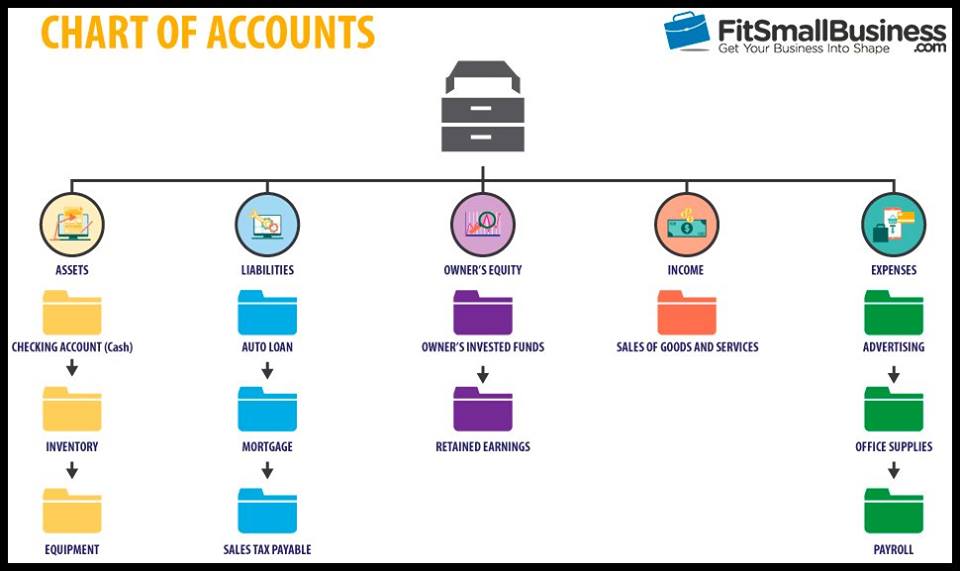 CHART OF ACCOUNTS
FitSmallBusiness
.com
Get Your Business Into Shape
ASSETS
LIABILITIES
OWNER'S EQUITY
INCOME
EXPENSES
CHECKING ACCOUNT (Cash)
AUTO LOAN
OWNER'S INVESTED FUNDS
SALES OF GOODS AND SERVICES
ADVERTISING
INVENTORY
MORTGAGE
RETAINED EARNINGS
OFFICE SUPPLIES
EQUIPMENT
SALES TAX PAYABLE
PAYROLL